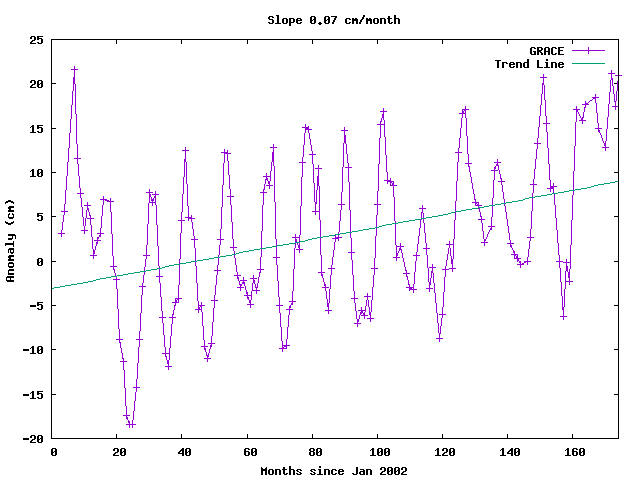 Slope 0.07 cm/month
GRACE
Trend Line
25
20
15
10
5
0
-5
-10
-15
-20
Anomaly (cm)
0 20 40 60 80 100 120 140 160
Months since Jan 2002